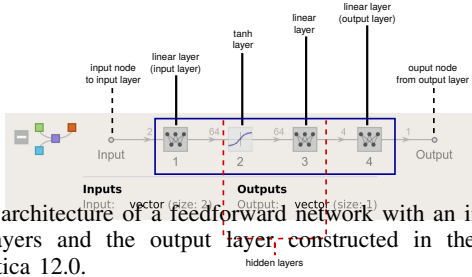 linear layer
(output layer)
linear
layer
tanh
layer
linear layer
(input layer)
input node
to input layer
ouput node
from output layer
2 64 64 4 1
Input 1 2 3 4 Output
Inputs Outputs
Input: vector (size: 2) Output: vector (size: 1)
architecture of a feedforward network with an i
ayers and the output layer constructed in the
tica 12.0.
hidden layers